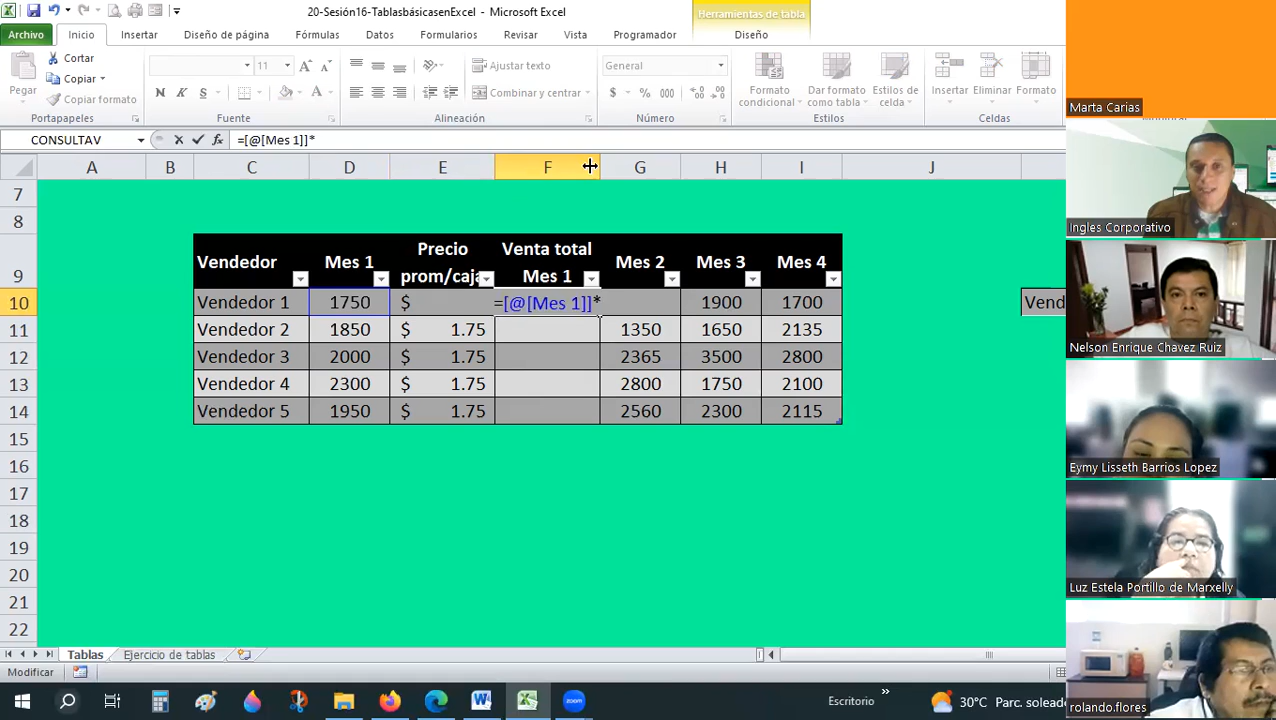 20-Sesión16-TablasbásicasenExcel - Microsoft Excel
Herramientas de tabla
Archivo Inicio Insertar Diseño de página Fórmulas Datos Formularios Revisar Vista Programador Diseño
Pegar
Cortar
Copiar
Copiar formato
11
N K S
Ajustar texto
Combinar y centrar
General
$ % 000
Formato condicional
Dar formato como tabla
Estilos de celda
Insertar Eliminar Formato
Portapapeles Fuente Alineación Número Estilos Celdas
CONSULTAV =[@[Mes 1]]*
A B C D E F G H I J
7
8
9 Vendedor Mes 1 Precio prom/caja Venta total Mes 1 Mes 2 Mes 3 Mes 4
10 Vendedor 1 1750 $ =[@[Mes 1]]* 1900 1700 Vend
11 Vendedor 2 1850 $ 1.75 1350 1650 2135
12 Vendedor 3 2000 $ 1.75 2365 3500 2800
13 Vendedor 4 2300 $ 1.75 2800 1750 2100
14 Vendedor 5 1950 $ 1.75 2560 2300 2115
15
16
17
18
19
20
21
22
Tablas Ejercicio de tablas
Modificar
Escritorio
30°C Parc. soleado
Marta Carias
Ingles Corporativo
Nelson Enrique Chavez Ruiz
Eymy Lisseth Barrios Lopez
Luz Estela Portillo de Marxelly
rolando.flores